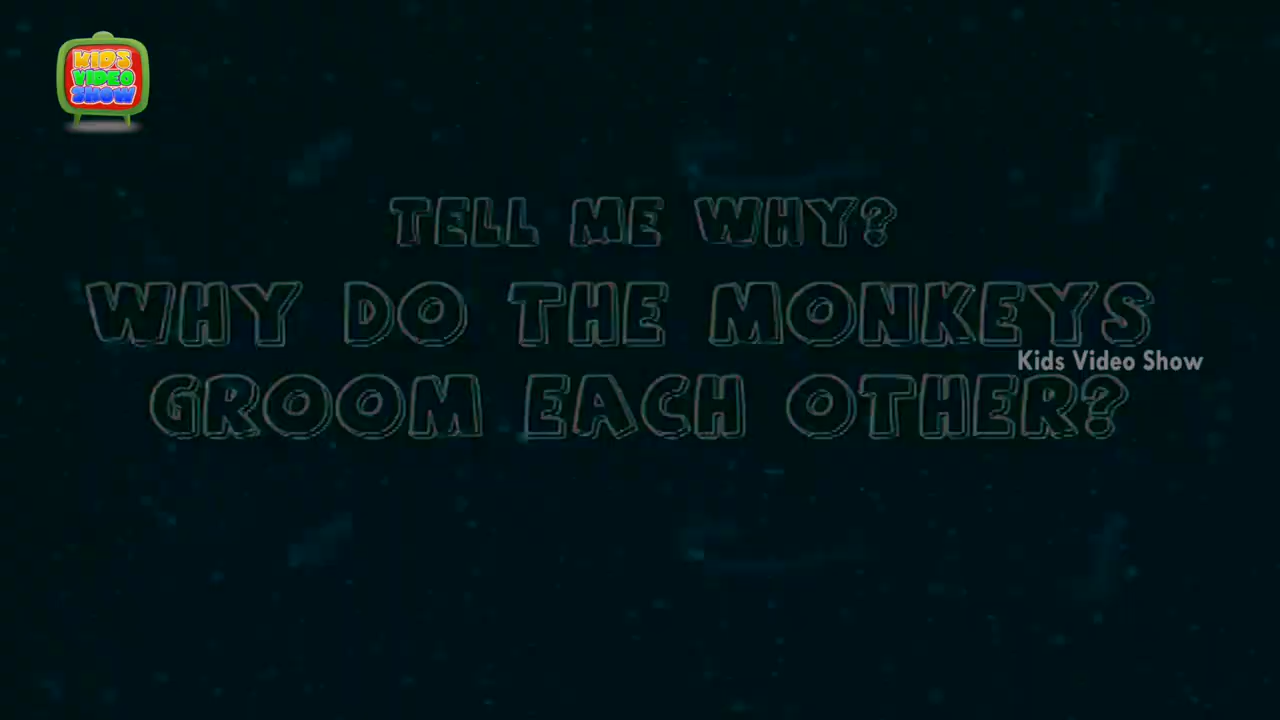 KIDS
VIDEO
SHOW
TELL ME WHY?
WHY DO THE MONKEYS
Kids Video Show
GROOM EACH OTHER?